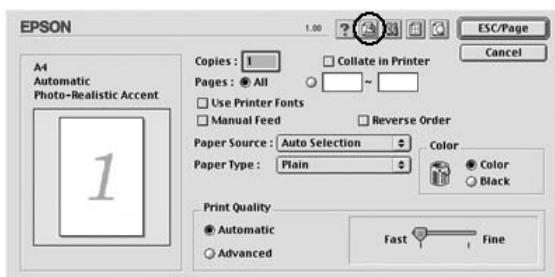 EPSON 1.00 ? ESC/Page
Cancel
A4
Automatic
Photo-Realistic Accent
1
Copies : 1 Collate in Printer
Pages : All ~
Use Printer Fonts
Manual Feed Reverse Order
Paper Source : Auto Selection
Paper Type : Plain
Color
Color
Black
Print Quality
Automatic
Advanced
Fast Fine